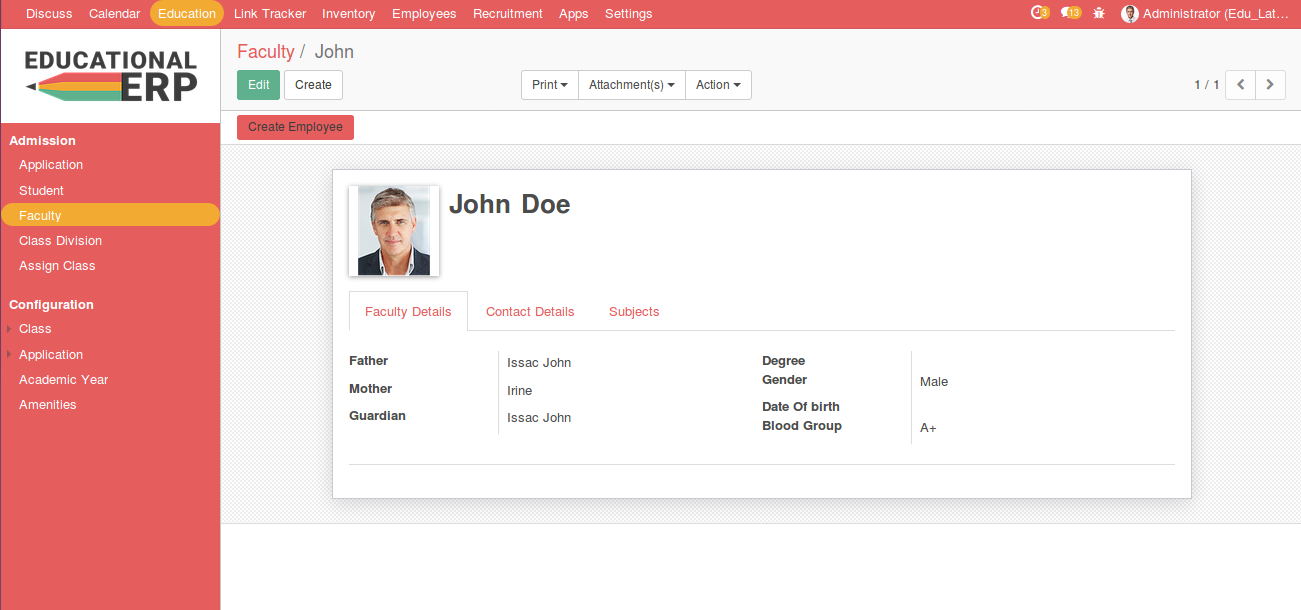 Discuss Calendar Education Link Tracker Inventory Employees Recruitment Apps Settings 3 13 Administrator (Edu_Lat...
EDUCATIONAL
ERP
Faculty / John
Edit Create Print Attachment(s) Action 1 / 1
Create Employee
Admission
Application
Student
Faculty
Class Division
Assign Class
Configuration
Class
Application
Academic Year
Amenities
John Doe
Faculty Details Contact Details Subjects
Father Issac John
Mother Irine
Guardian Issac John
Degree
Gender Male
Date Of birth
Blood Group A+